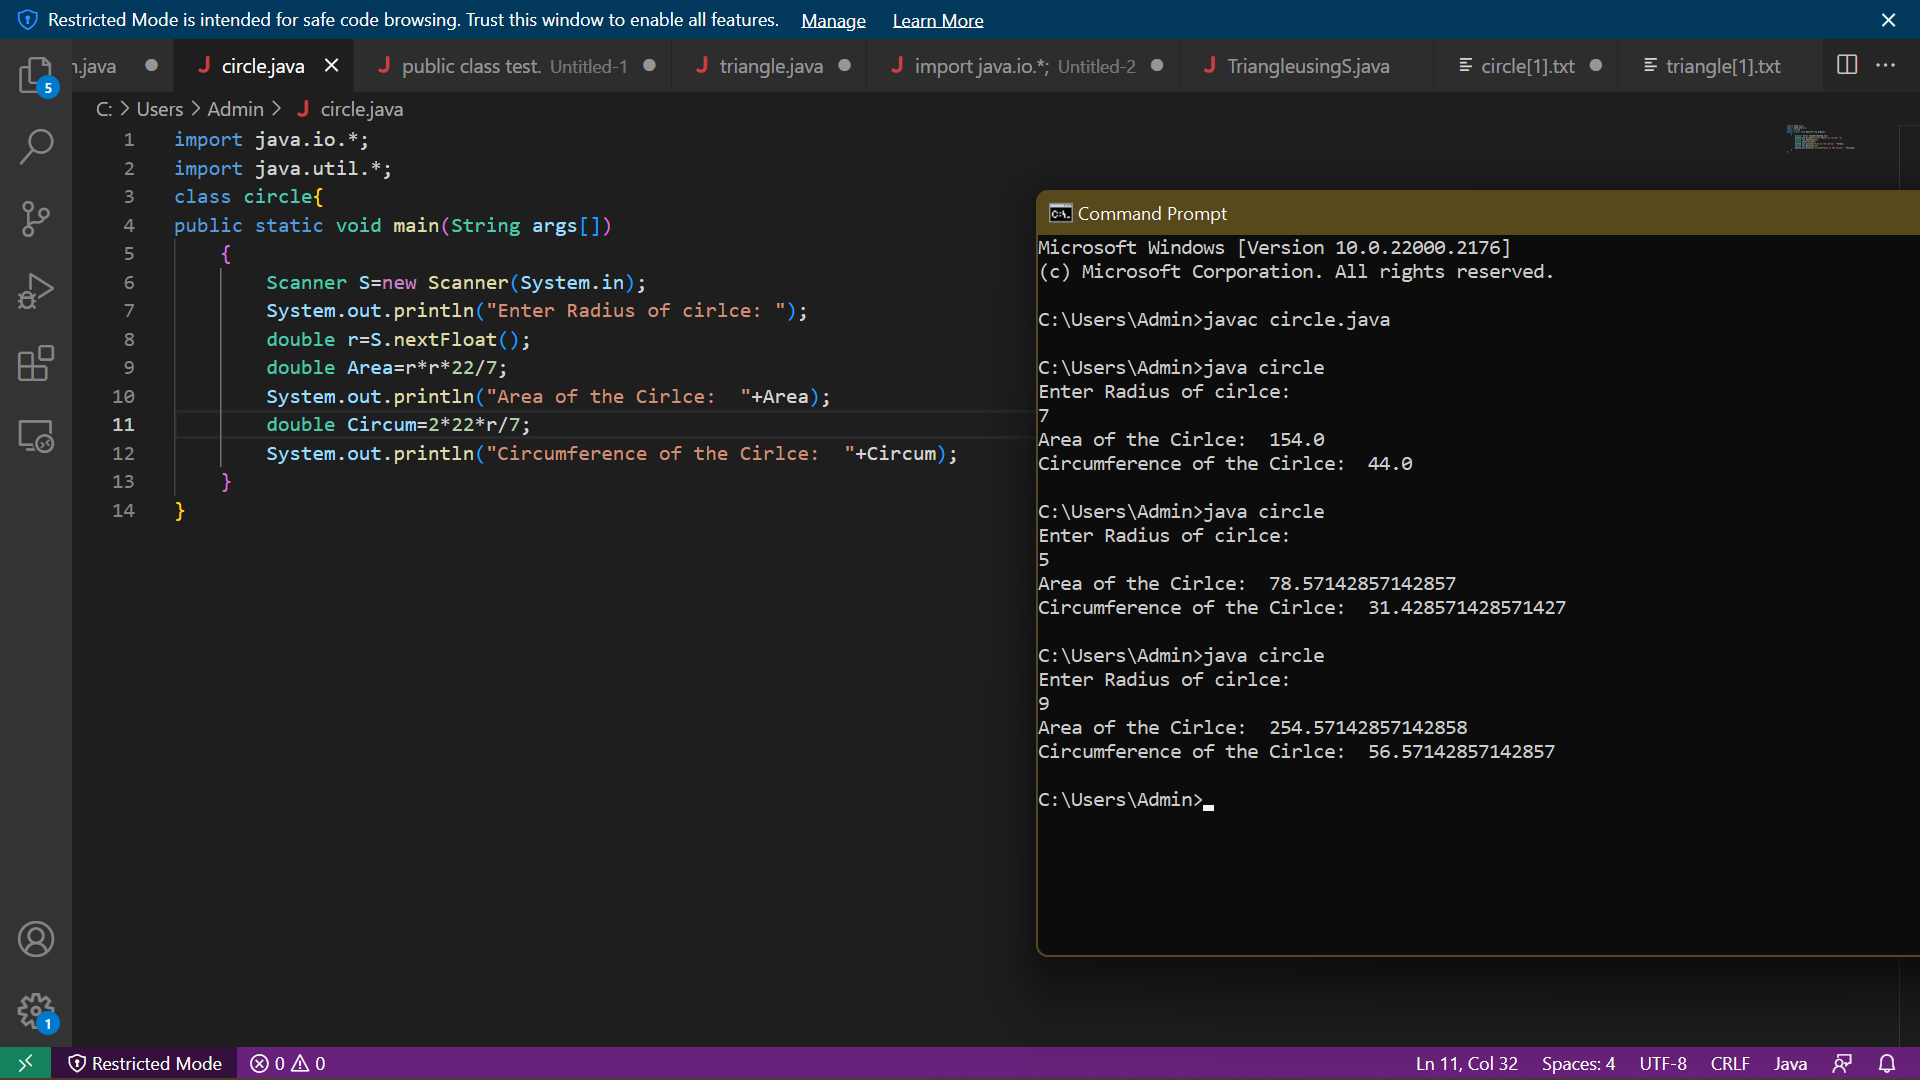 Restricted Mode is intended for safe code browsing. Trust this window to enable all features. Manage Learn More
n.java circle.java public class test. Untitled-1 triangle.java import java.io.*; Untitled-2 TriangleusingS.java circle[1].txt triangle[1].txt
5
C: > Users > Admin > circle.java
1 import java.io.*;
2 import java.util.*;
3 class circle{
4 public static void main(String args[])
5 {
6 Scanner S=new Scanner(System.in);
7 System.out.println("Enter Radius of cirlce: ");
8 double r=S.nextFloat();
9 double Area=r*r*22/7;
10 System.out.println("Area of the Cirlce:  "+Area);
11 double Circum=2*22*r/7;
12 System.out.println("Circumference of the Cirlce:  "+Circum);
13 }
14 }
Command Prompt
Microsoft Windows [Version 10.0.22000.2176]
(c) Microsoft Corporation. All rights reserved.
C:\Users\Admin>javac circle.java
C:\Users\Admin>java circle
Enter Radius of cirlce:
7
Area of the Cirlce:  154.0
Circumference of the Cirlce:  44.0
C:\Users\Admin>java circle
Enter Radius of cirlce:
5
Area of the Cirlce:  78.57142857142857
Circumference of the Cirlce:  31.428571428571427
C:\Users\Admin>java circle
Enter Radius of cirlce:
9
Area of the Cirlce:  254.57142857142858
Circumference of the Cirlce:  56.57142857142857
C:\Users\Admin>
1
Restricted Mode 0 0 Ln 11, Col 32 Spaces: 4 UTF-8 CRLF Java